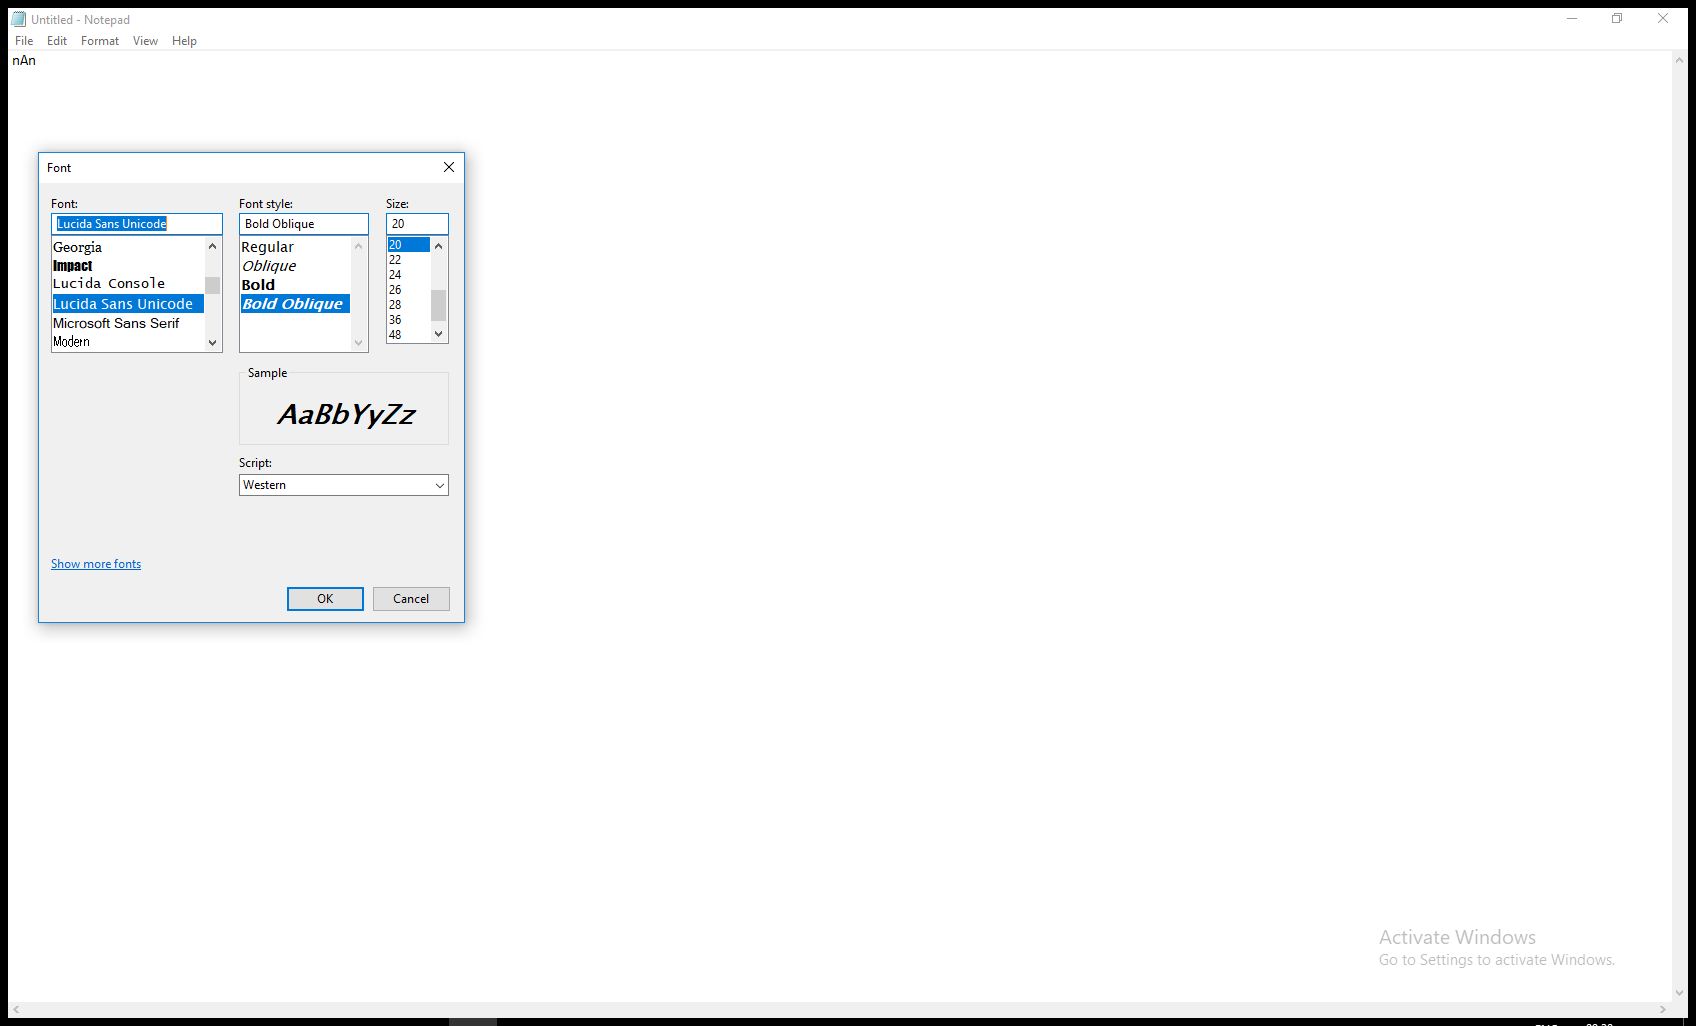 Untitled - Notepad
File Edit Format View Help
nAn
Font
Font: Font style: Size:
Lucida Sans Unicode Bold Oblique 20
Georgia
Impact
Lucida Console
Lucida Sans Unicode
Microsoft Sans Serif
Modern
Regular
Oblique
Bold
Bold Oblique
20
22
24
26
28
36
48
Sample
AaBbYyZz
Script:
Western
Show more fonts
OK Cancel
Activate Windows
Go to Settings to activate Windows.